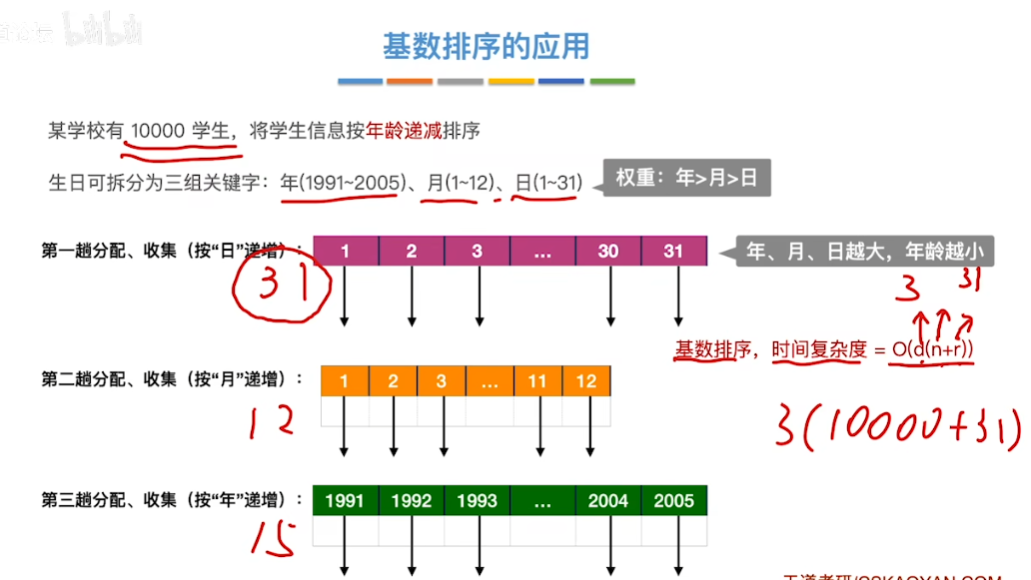 bilibili
基数排序的应用
某学校有 10000 学生，将学生信息按年龄递减排序
生日可拆分为三组关键字：年(1991~2005)、月(1~12)、日(1~31)
权重：年>月>日
第一趟分配、收集（按“日”递增）：
1 2 3 ... 30 31
年、月、日越大，年龄越小
31
3 31
基数排序，时间复杂度 = O(d(n+r))
第二趟分配、收集（按“月”递增）：
1 2 3 ... 11 12
12
3(10000+31)
第三趟分配、收集（按“年”递增）：
1991 1992 1993 ... 2004 2005
15